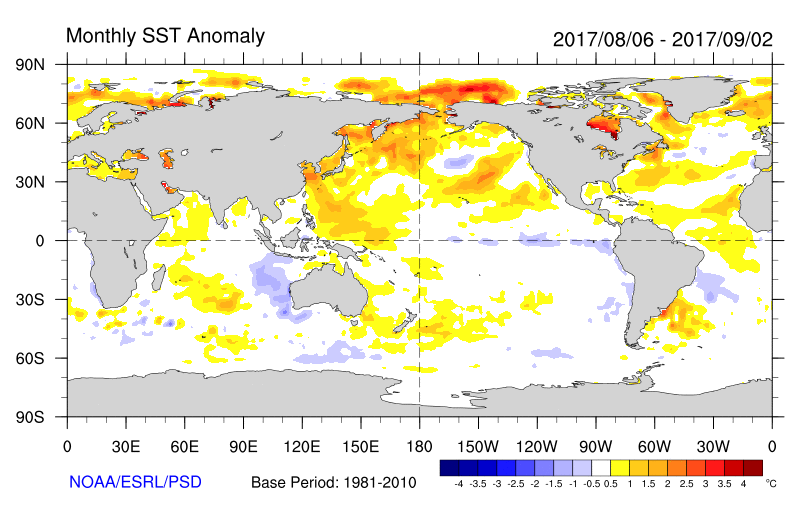 Monthly SST Anomaly 2017/08/06 - 2017/09/02
90N
60N
30N
0
30S
60S
90S
0 30E 60E 90E 120E 150E 180 150W 120W 90W 60W 30W 0
NOAA/ESRL/PSD Base Period: 1981-2010
-4 -3.5 -3 -2.5 -2 -1.5 -1 -0.5 0.5 1 1.5 2 2.5 3 3.5 4 °C